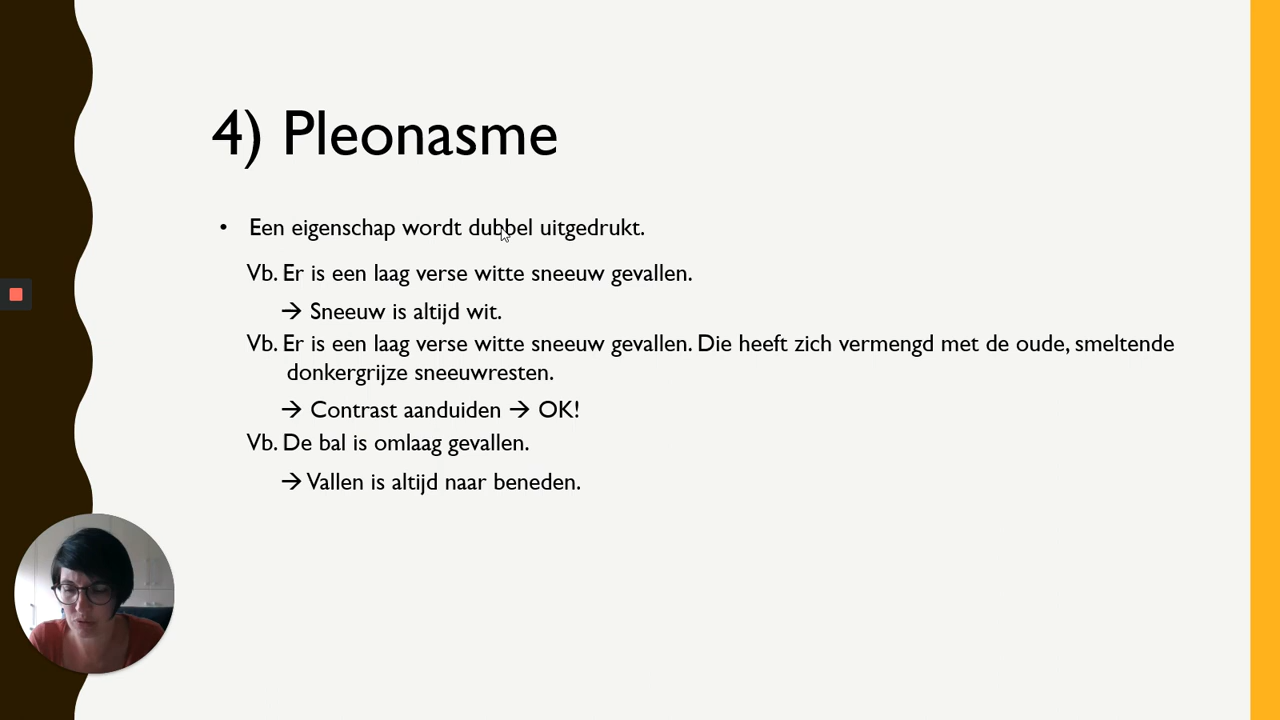 4) Pleonasme
• Een eigenschap wordt dubbel uitgedrukt.
Vb. Er is een laag verse witte sneeuw gevallen.
→ Sneeuw is altijd wit.
Vb. Er is een laag verse witte sneeuw gevallen. Die heeft zich vermengd met de oude, smeltende
donkergrijze sneeuwresten.
→ Contrast aanduiden → OK!
Vb. De bal is omlaag gevallen.
→ Vallen is altijd naar beneden.